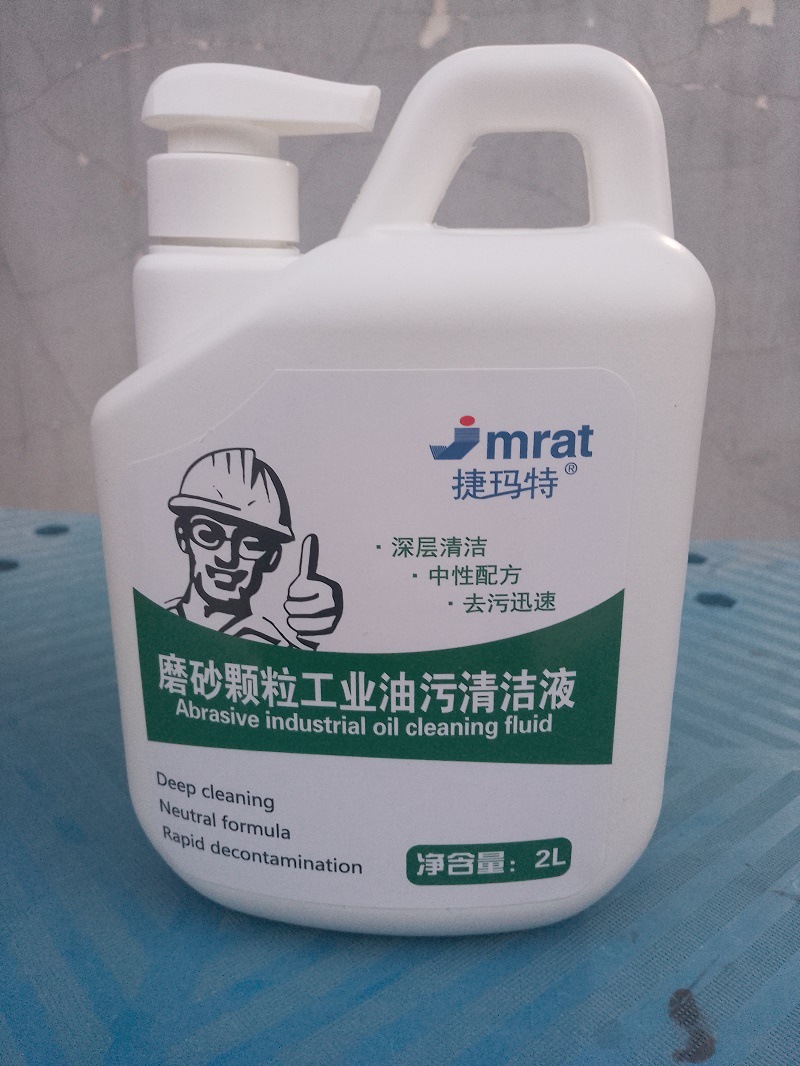 Jmrat
捷玛特®
· 深层清洁
· 中性配方
· 去污迅速
磨砂颗粒工业油污清洁液
Abrasive industrial oil cleaning fluid
Deep cleaning
Neutral formula
Rapid decontamination
净含量：2L